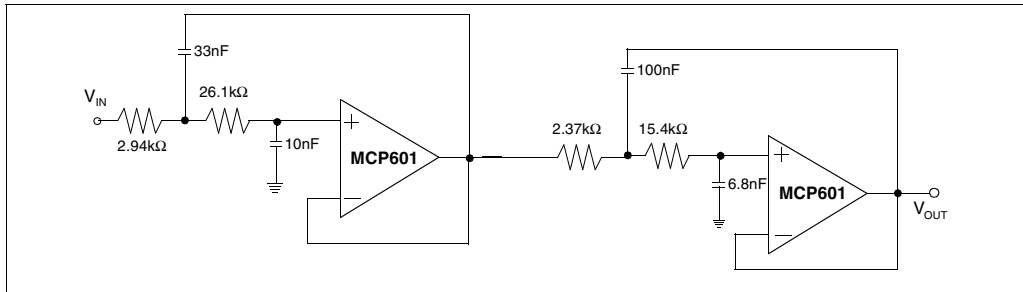 33nF
V_IN
26.1kΩ
2.94kΩ
10nF
+
MCP601
−
100nF
2.37kΩ
15.4kΩ
6.8nF
+
MCP601
−
V_OUT